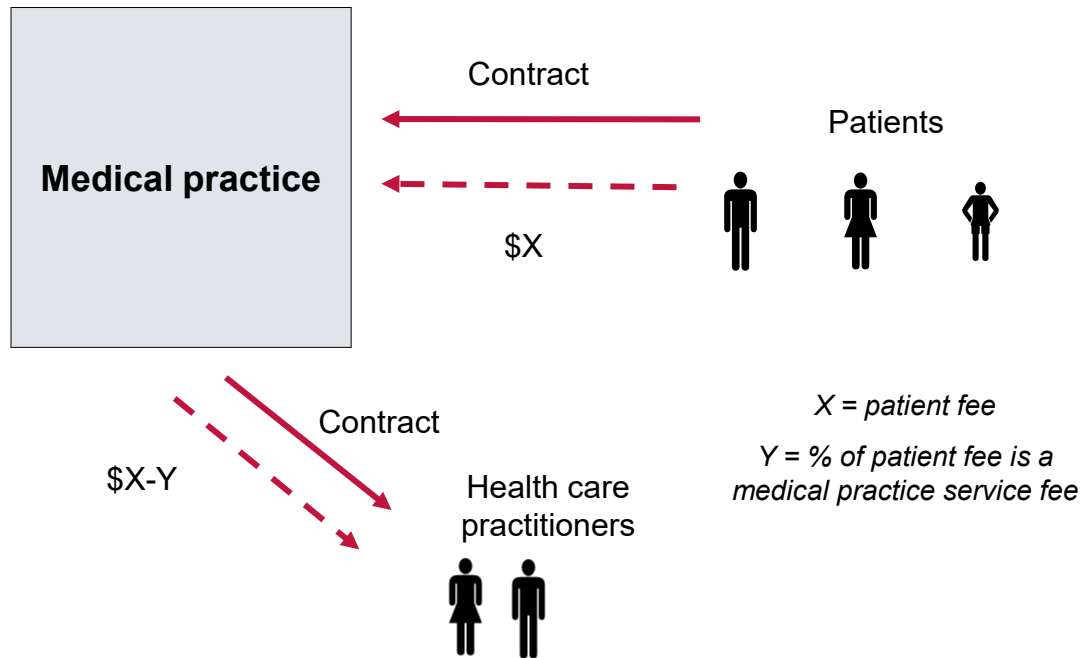 Contract
Patients
Medical practice
$X
Contract
$X-Y
Health care
practitioners
X = patient fee
Y = % of patient fee is a
medical practice service fee